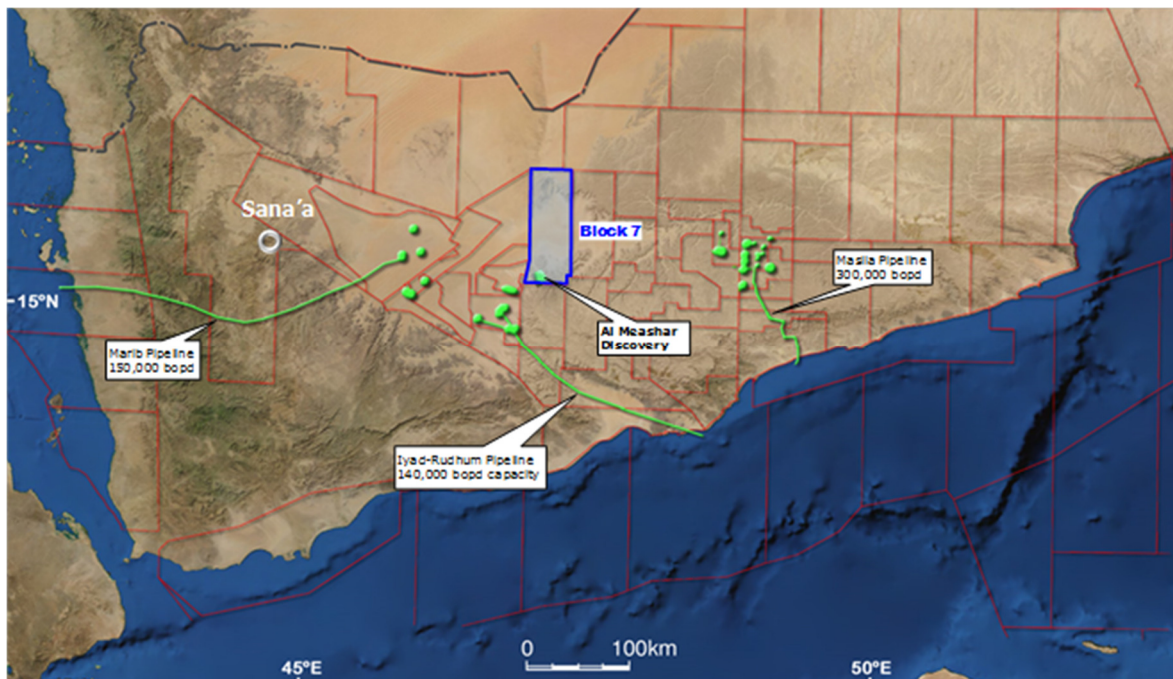 Sana'a
Block 7
Masila Pipeline
300,000 bopd
15ºN
Al Meashar
Discovery
Marib Pipeline
150,000 bopd
Iyad-Rudhum Pipeline
140,000 bopd capacity
0 100km
45ºE
50ºE